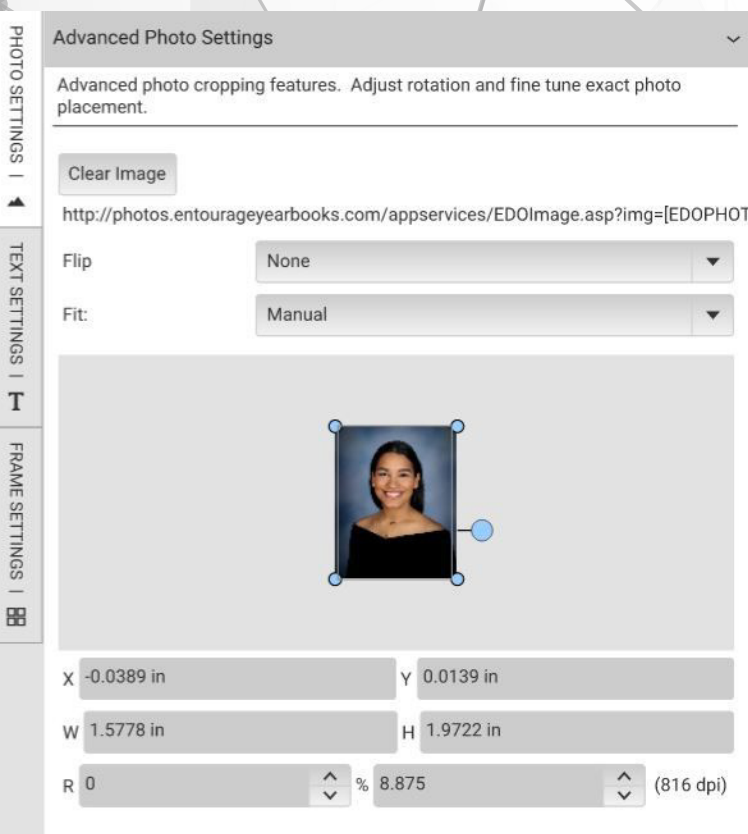 PHOTO SETTINGS |
TEXT SETTINGS | T
FRAME SETTINGS |
Advanced Photo Settings
Advanced photo cropping features. Adjust rotation and fine tune exact photo
placement.
Clear Image
http://photos.entourageyearbooks.com/appservices/EDOImage.asp?img=[EDOPHOT
Flip None
Fit: Manual
X -0.0389 in Y 0.0139 in
W 1.5778 in H 1.9722 in
R 0 % 8.875 (816 dpi)